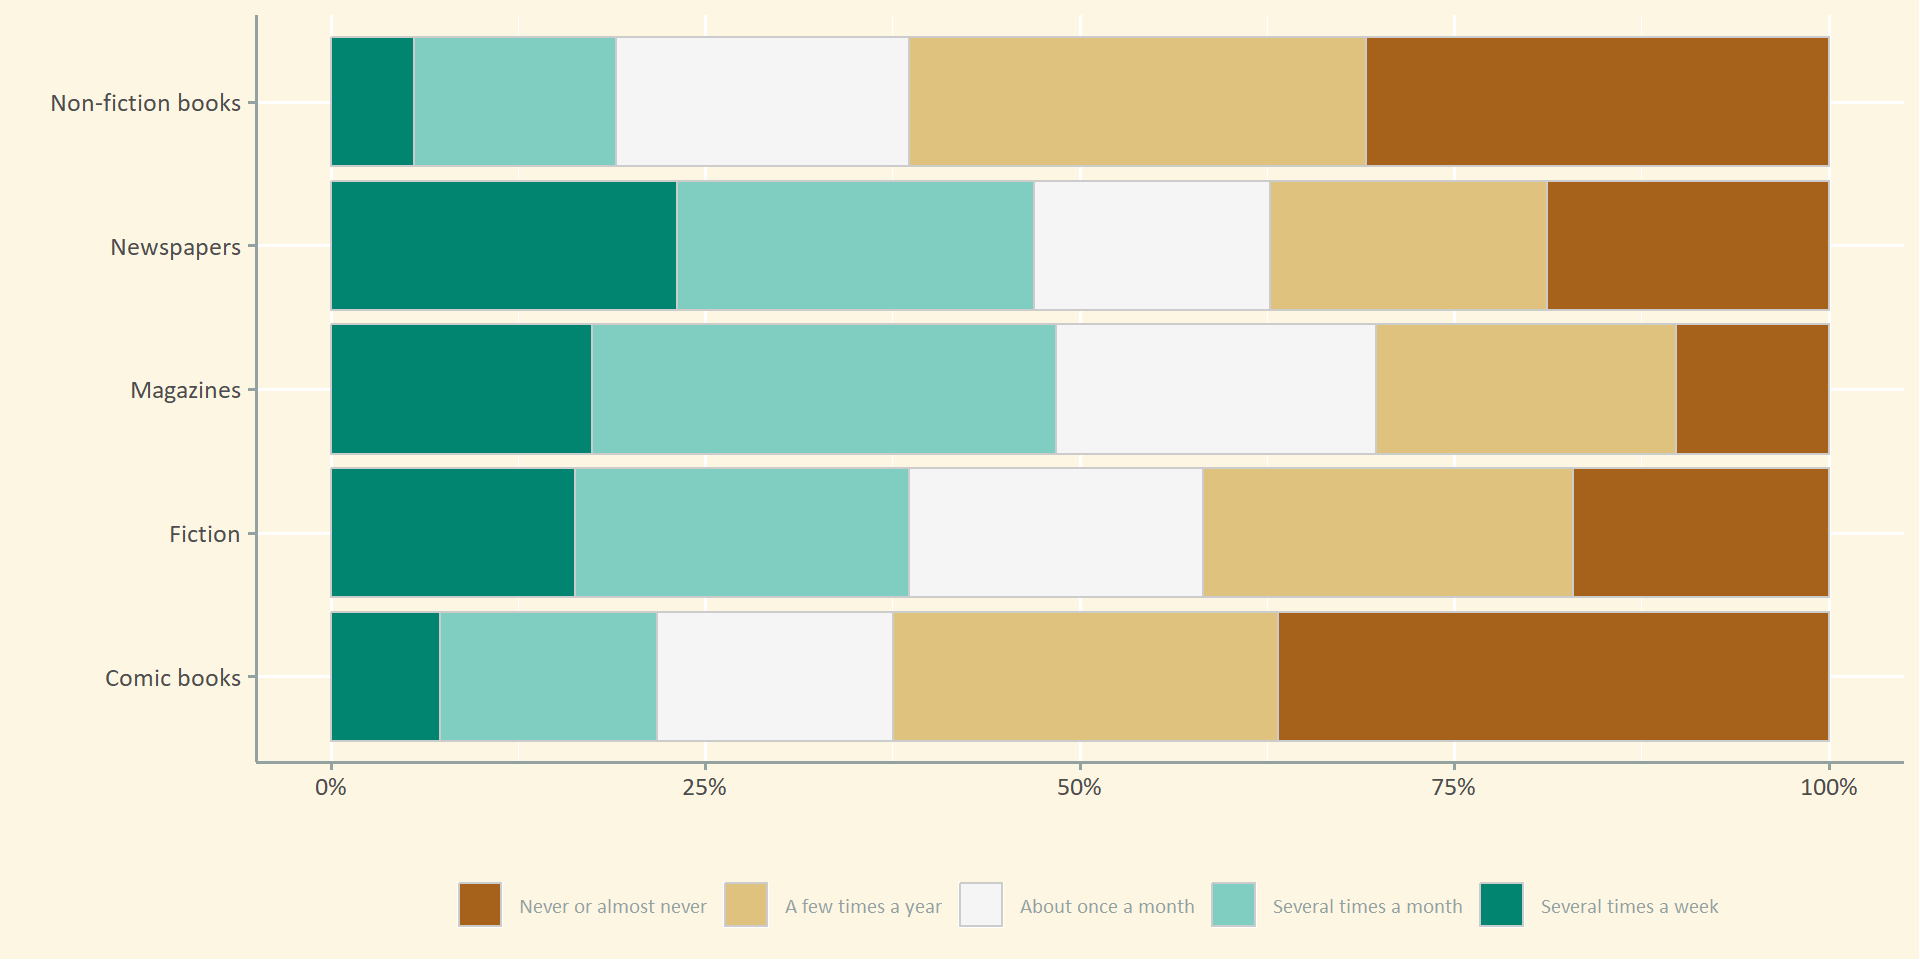 Non-fiction books
Newspapers
Magazines
Fiction
Comic books
0% 25% 50% 75% 100%
Never or almost never A few times a year About once a month Several times a month Several times a week